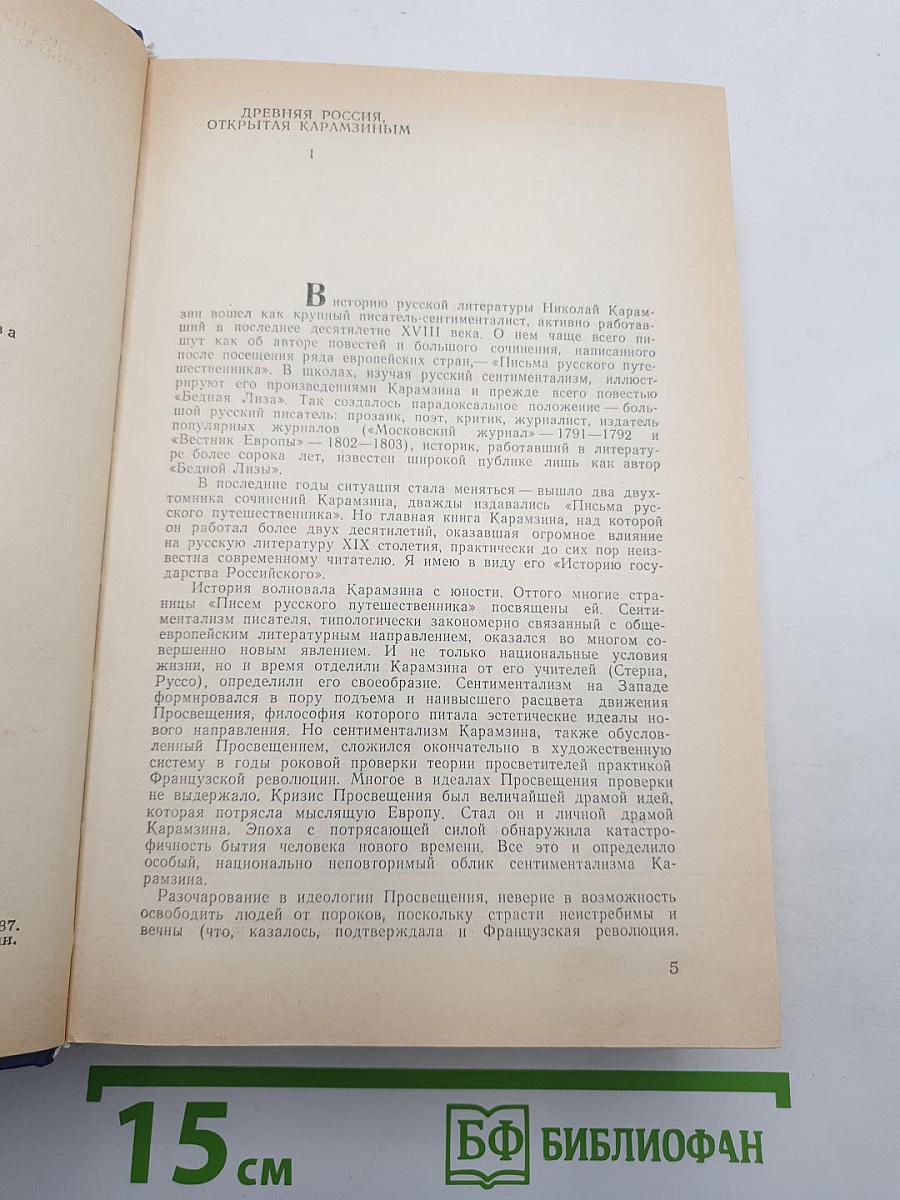 ДРЕВНЯЯ РОССИЯ,
ОТКРЫТАЯ КАРАМЗИНЫМ
1
В историю русской литературы Николай Карам-
зин вошел как крупный писатель-сентименталист, активно работав-
ший в последнее десятилетие XVIII века. О нем чаще всего пи-
шут как об авторе повестей и большого сочинения, написанного
после посещения ряда европейских стран,— «Письма русского путе-
шественника». В школах, изучая русский сентиментализм, иллюст-
рируют его произведениями Карамзина и прежде всего повестью
«Бедная Лиза». Так создалось парадоксальное положение — боль-
шой русский писатель: прозаик, поэт, критик, журналист, издатель
популярных журналов («Московский журнал» — 1791—1792 и
«Вестник Европы» — 1802—1803), историк, работавший в литерату-
ре более сорока лет, известен широкой публике лишь как автор
«Бедной Лизы».
В последние годы ситуация стала меняться — вышло два двух-
томника сочинений Карамзина, дважды издавались «Письма рус-
ского путешественника». Но главная книга Карамзина, над которой
он работал более двух десятилетий, оказавшая огромное влияние
на русскую литературу XIX столетия, практически до сих пор неиз-
вестна современному читателю. Я имею в виду его «Историю госу-
дарства Российского».
История волновала Карамзина с юности. Оттого многие стра-
ницы «Писем русского путешественника» посвящены ей. Сенти-
ментализм писателя, типологически закономерно связанный с обще-
европейским литературным направлением, оказался во многом со-
вершенно новым явлением. И не только национальные условия
жизни, но и время отделили Карамзина от его учителей (Стерна,
Руссо), определили его своеобразие. Сентиментализм на Западе
формировался в пору подъема и наивысшего расцвета движения
Просвещения, философия которого питала эстетические идеалы но-
вого направления. Но сентиментализм Карамзина, также обуслов-
ленный Просвещением, сложился окончательно в художественную
систему в годы роковой проверки теории просветителей практикой
Французской революции. Многое в идеалах Просвещения проверки
не выдержало. Кризис Просвещения был величайшей драмой идей,
которая потрясла мыслящую Европу. Стал он и личной драмой
Карамзина. Эпоха с потрясающей силой обнаружила катастро-
фичность бытия человека нового времени. Все это и определило
особый, национально неповторимый облик сентиментализма Ка-
рамзина.
Разочарование в идеологии Просвещения, неверие в возможность
освободить людей от пороков, поскольку страсти неистребимы и
вечны (что, казалось, подтверждала и Французская революция.
5
87.
15 см
БФ БИБЛИОФАН